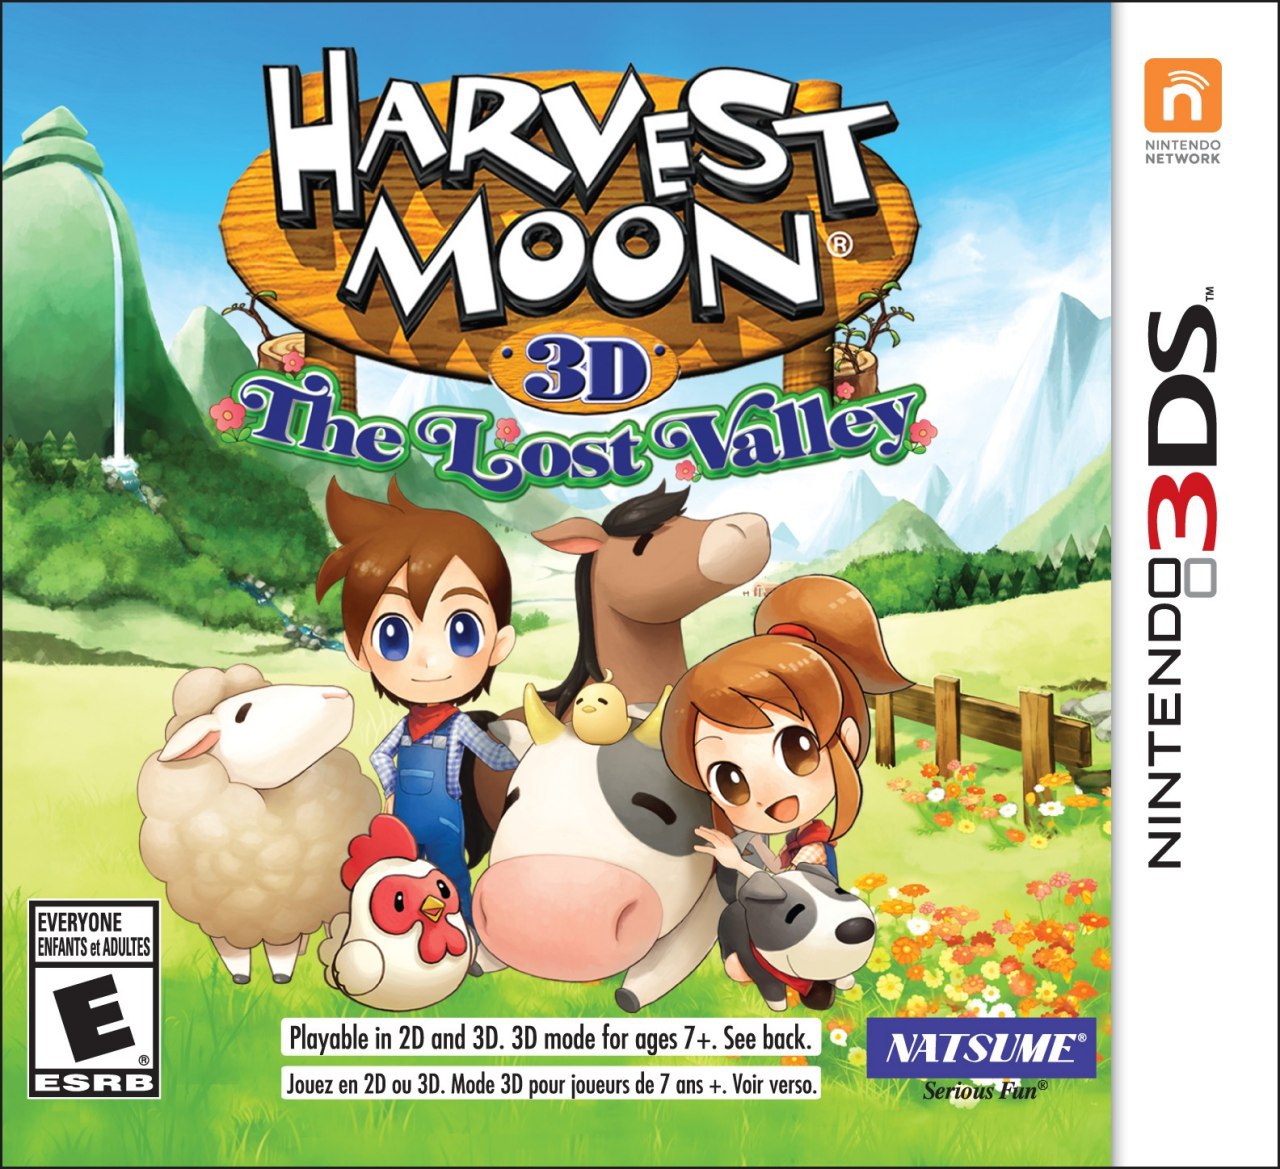 HARVEST
MOON®
3D
The Lost Valley
NINTENDO
NETWORK
NINTENDO 3DS™
EVERYONE
ENFANTS et ADULTES
E®
ESRB
Playable in 2D and 3D. 3D mode for ages 7+. See back.
Jouez en 2D ou 3D. Mode 3D pour joueurs de 7 ans +. Voir verso.
NATSUME®
Serious Fun®